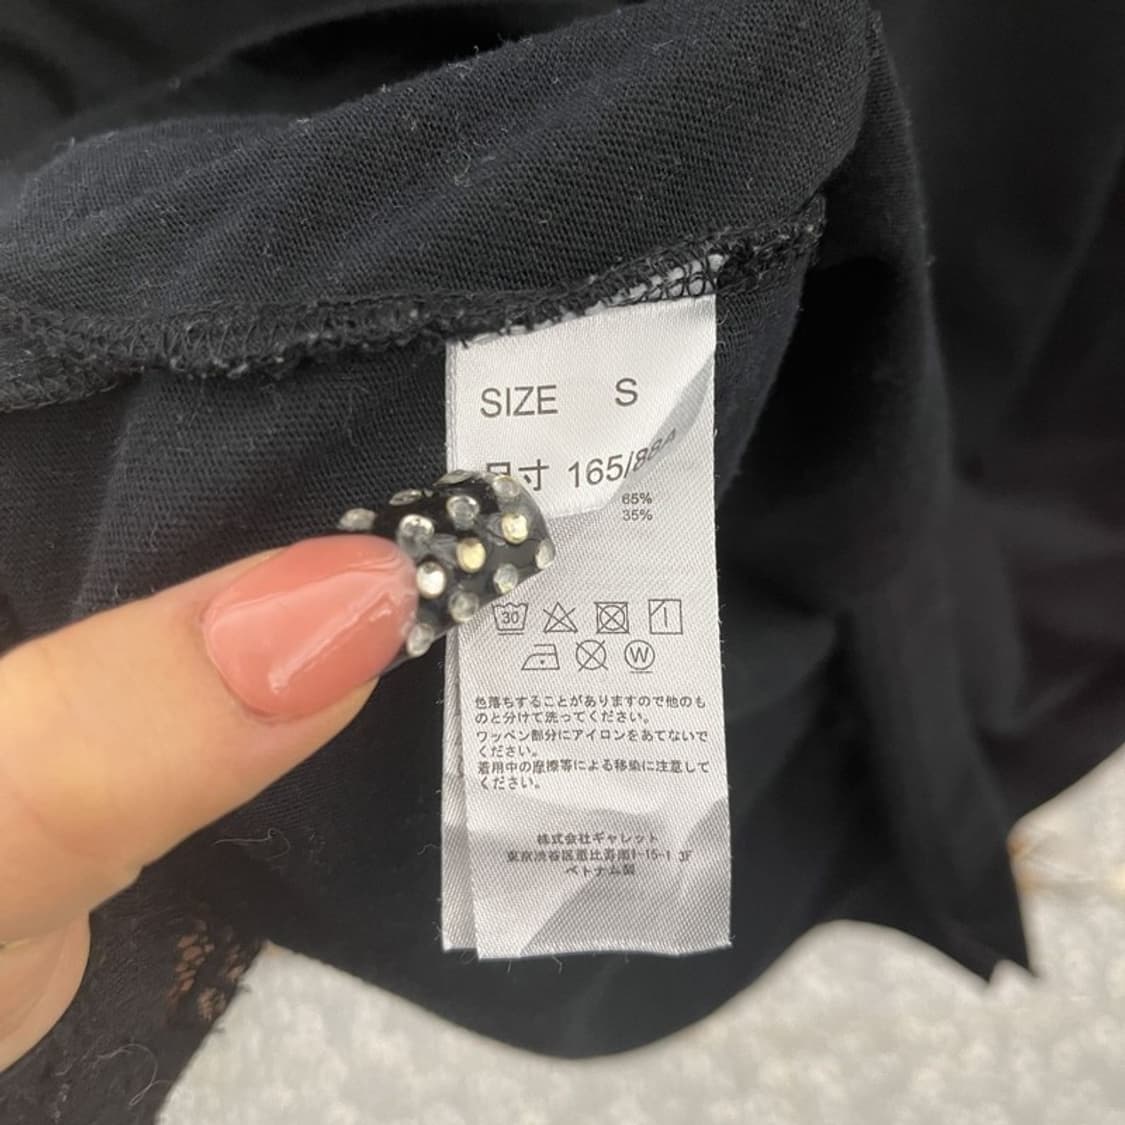 SIZE S
尺寸 165/88A
65%
35%
30
W
色落ちすることがありますので他のも
のと分けて洗ってください。
ワッペン部分にアイロンをあてないで
ください。
着用中の摩擦等による移染に注意して
ください。
株式会社ギャレット
東京渋谷区恵比寿南1-15-1 3F
ベトナム製